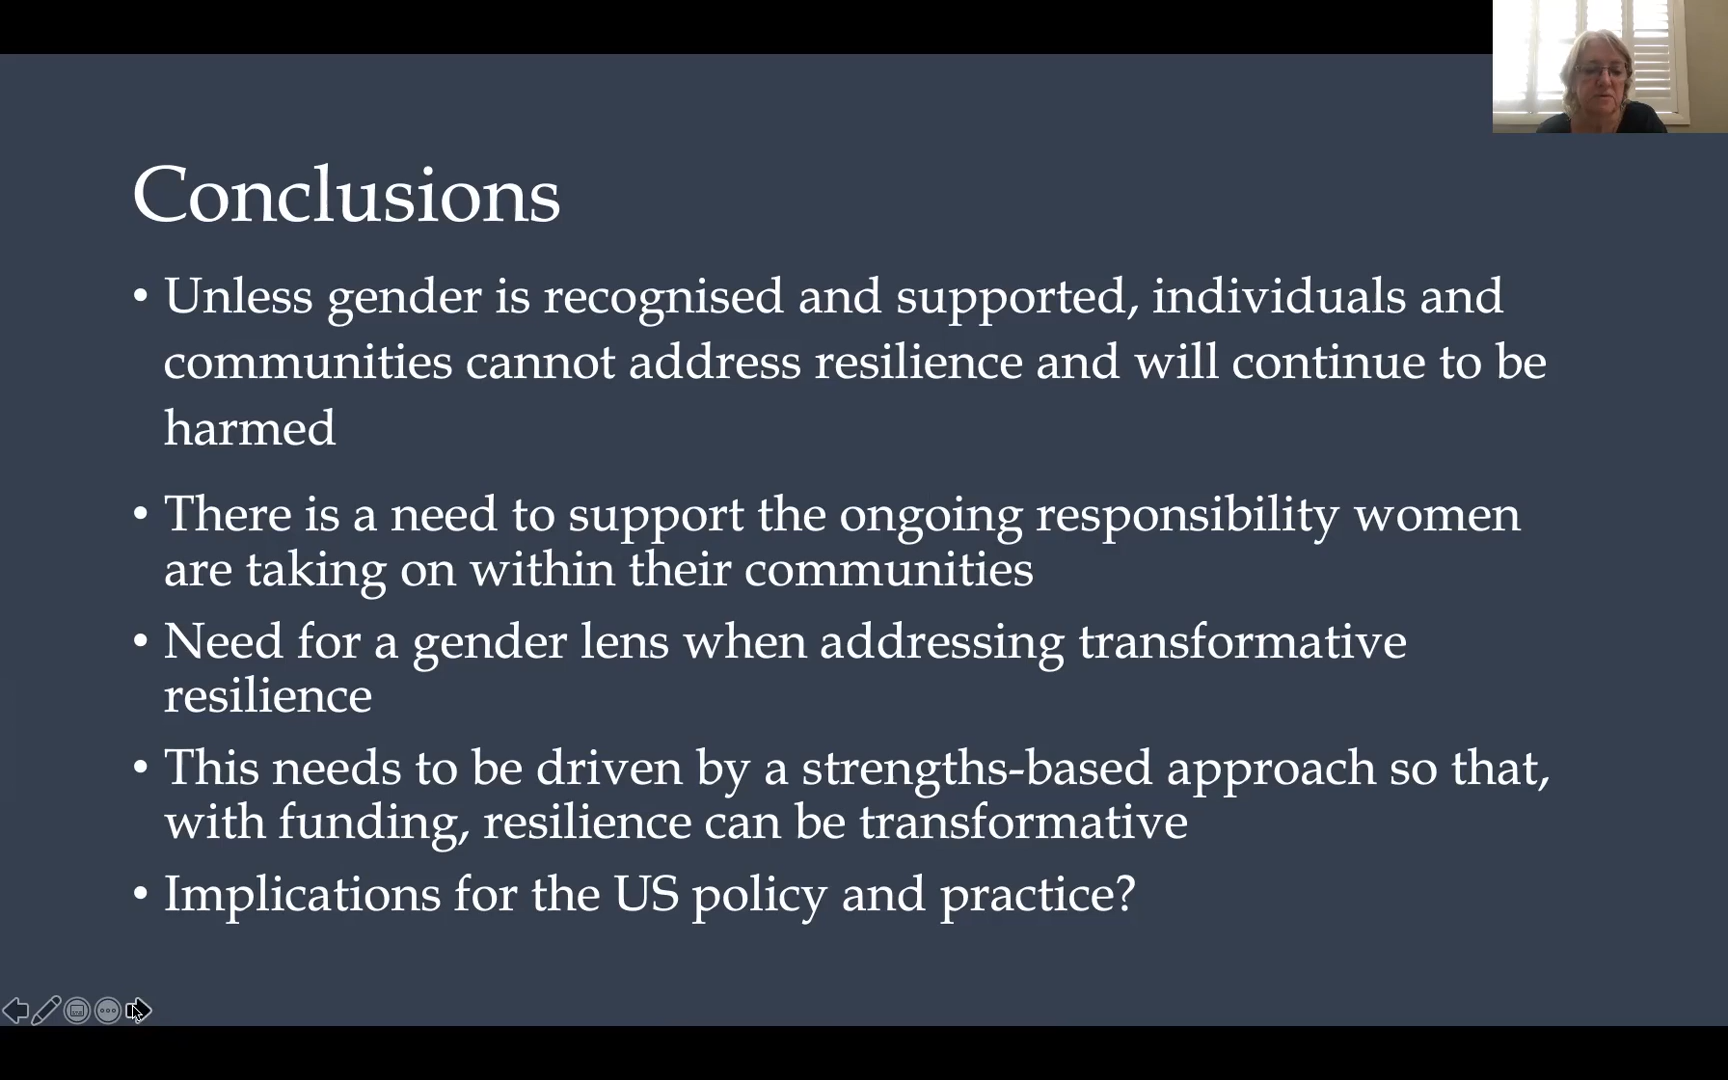 Conclusions
• Unless gender is recognised and supported, individuals and
communities cannot address resilience and will continue to be
harmed
• There is a need to support the ongoing responsibility women
are taking on within their communities
• Need for a gender lens when addressing transformative
resilience
• This needs to be driven by a strengths-based approach so that,
with funding, resilience can be transformative
• Implications for the US policy and practice?